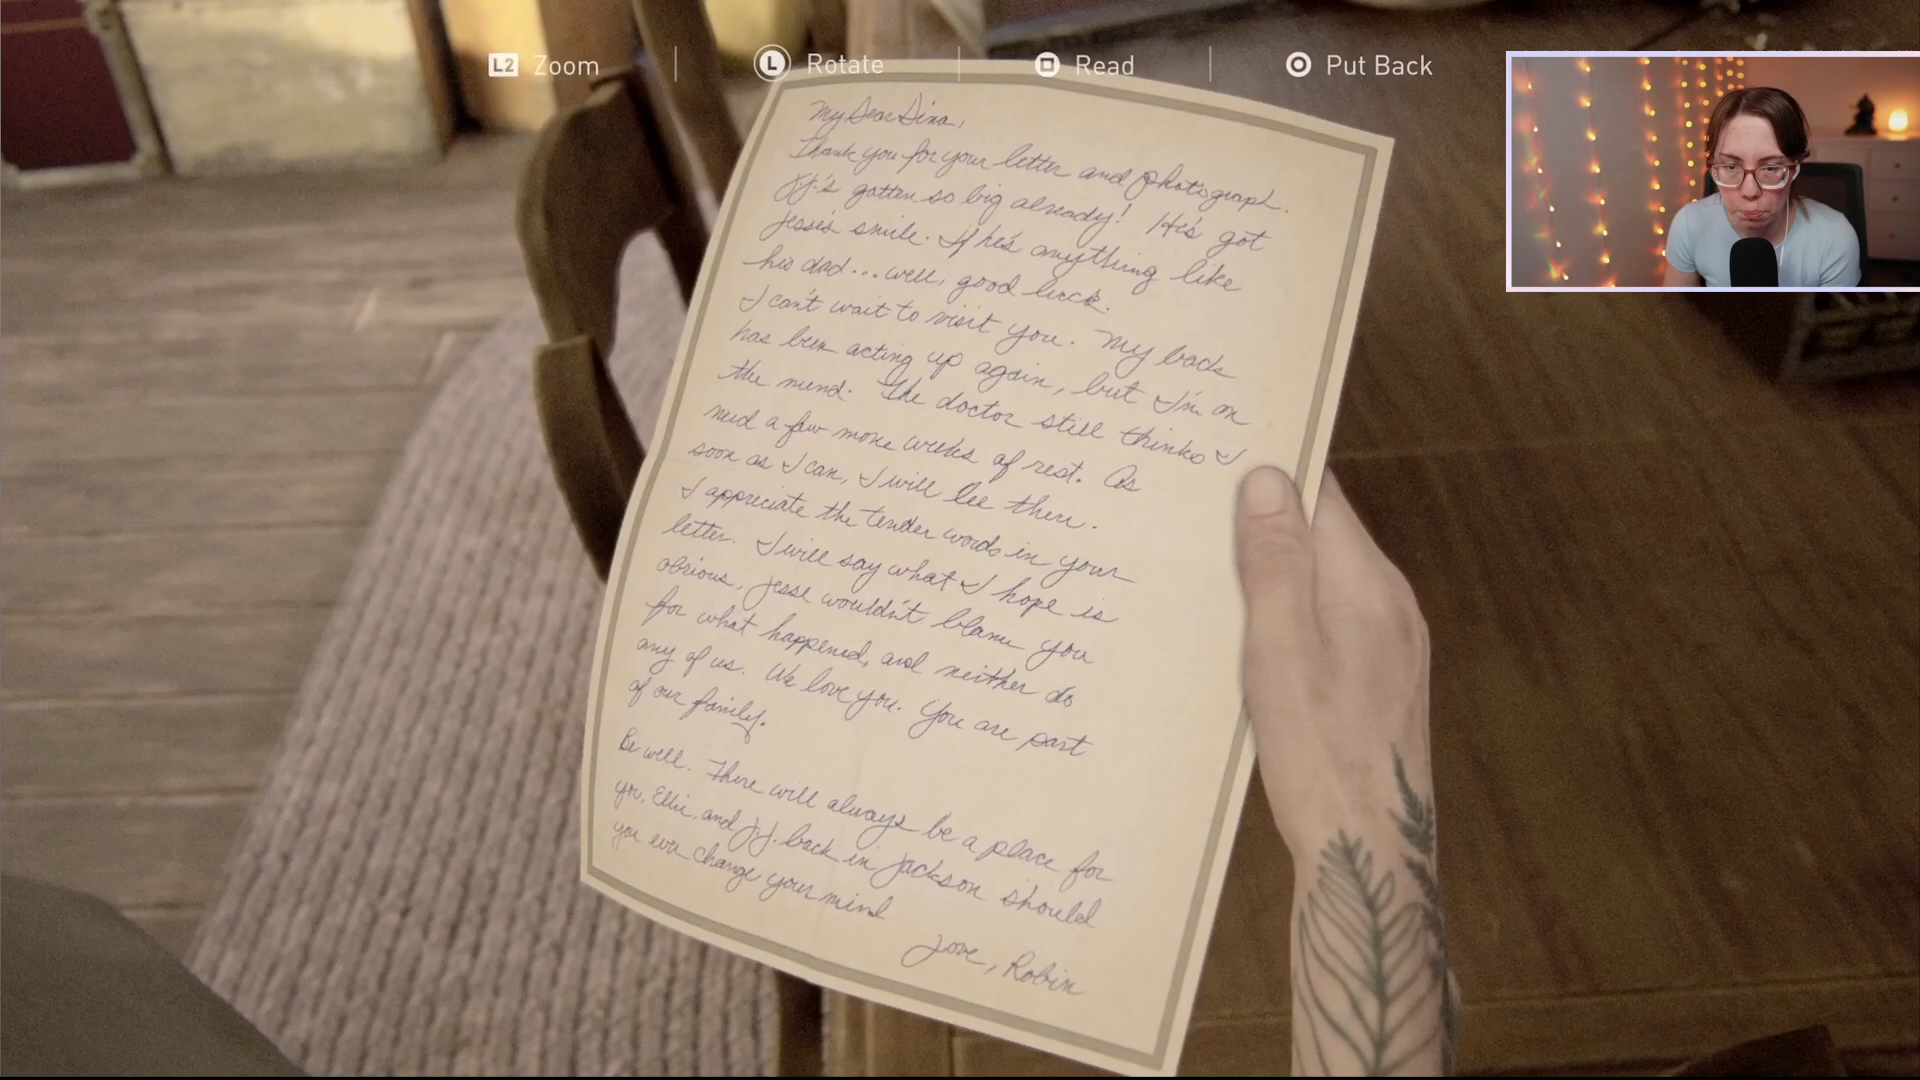 L2 Zoom | L Rotate | Read | Put Back
My Dear Dina,
Thank you for your letter and photograph.
JJ's gotten so big already! He's got
Jesse's smile. If he's anything like
his dad... well, good luck.
I can't wait to visit you. My back
has been acting up again, but I'm on
the mend. The doctor still thinks I
need a few more weeks of rest. As
soon as I can, I will be there.
I appreciate the tender words in your
letter. I will say what I hope is
obvious, Jesse wouldn't blame you
for what happened, and neither do
any of us. We love you. You are part
of our family.
Be well. There will always be a place for
you, Ellie, and J.J. back in Jackson should
you ever change your mind
Love, Robin